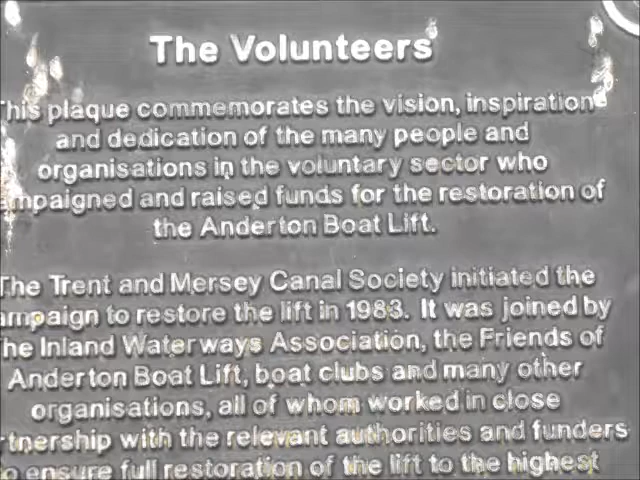 The Volunteers
This plaque commemorates the vision, inspiration
and dedication of the many people and
organisations in the voluntary sector who
mpaigned and raised funds for the restoration of
the Anderton Boat Lift.
The Trent and Mersey Canal Society initiated the
ampaign to restore the lift in 1983. It was joined by
the Inland Waterways Association, the Friends of
Anderton Boat Lift, boat clubs and many other
organisations, all of whom worked in close
rtnership with the relevant authorities and funders
o ensure full restoration of the lift to the highest